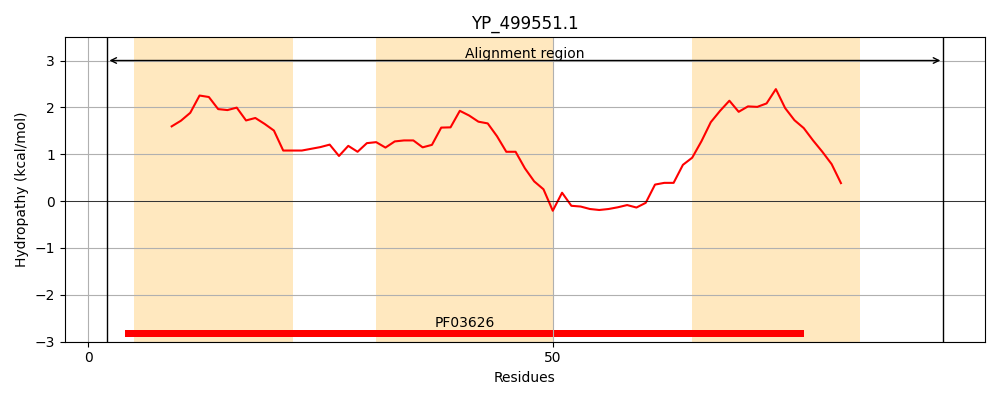 YP_499551.1
Alignment region
3
2
1
0
−1
−2
−3
Hydropathy (kcal/mol)
PF03626
0
50
Residues